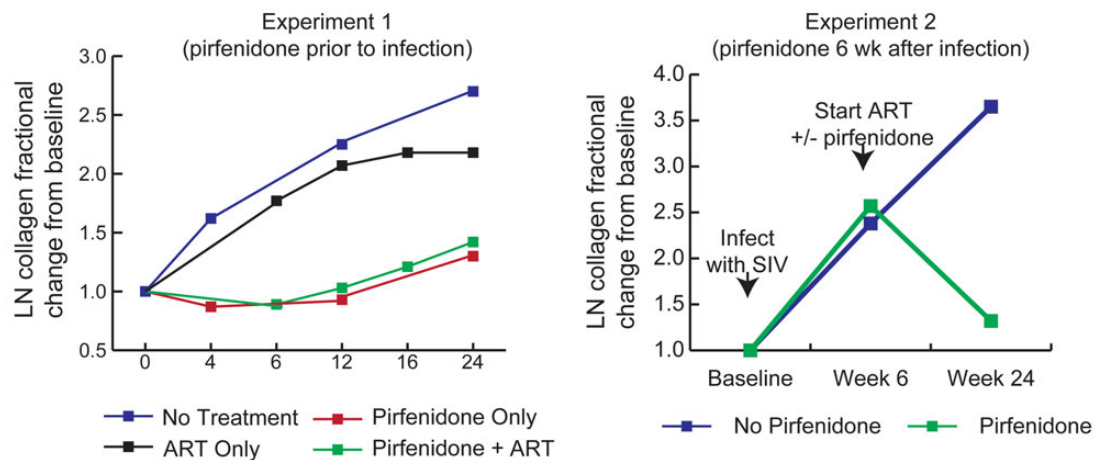 Experiment 1
(pirfenidone prior to infection)
LN collagen fractional
change from baseline
3.0
2.5
2.0
1.5
1.0
0.5
0 4 6 12 16 24
No Treatment
Pirfenidone Only
ART Only
Pirfenidone + ART
Experiment 2
(pirfenidone 6 wk after infection)
LN collagen fractional
change from baseline
4.0
3.5
3.0
2.5
2.0
1.5
1.0
Start ART
+/- pirfenidone
Infect
with SIV
Baseline Week 6 Week 24
No Pirfenidone
Pirfenidone